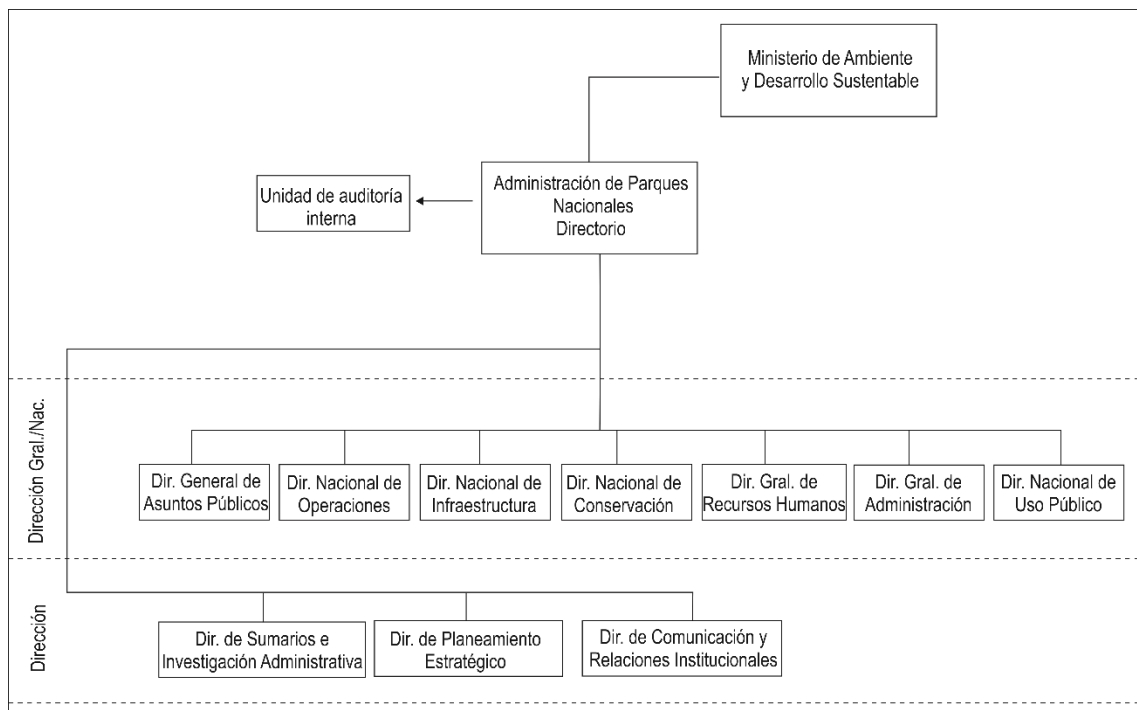 Ministerio de Ambiente
y Desarrollo Sustentable
Administración de Parques
Nacionales
Directorio
Unidad de auditoría
interna
Dirección Gral./Nac.
Dir. General de
Asuntos Públicos
Dir. Nacional de
Operaciones
Dir. Nacional de
Infraestructura
Dir. Nacional de
Conservación
Dir. Gral. de
Recursos Humanos
Dir. Gral. de
Administración
Dir. Nacional de
Uso Público
Dirección
Dir. de Sumarios e
Investigación Administrativa
Dir. de Planeamiento
Estratégico
Dir. de Comunicación y
Relaciones Institucionales